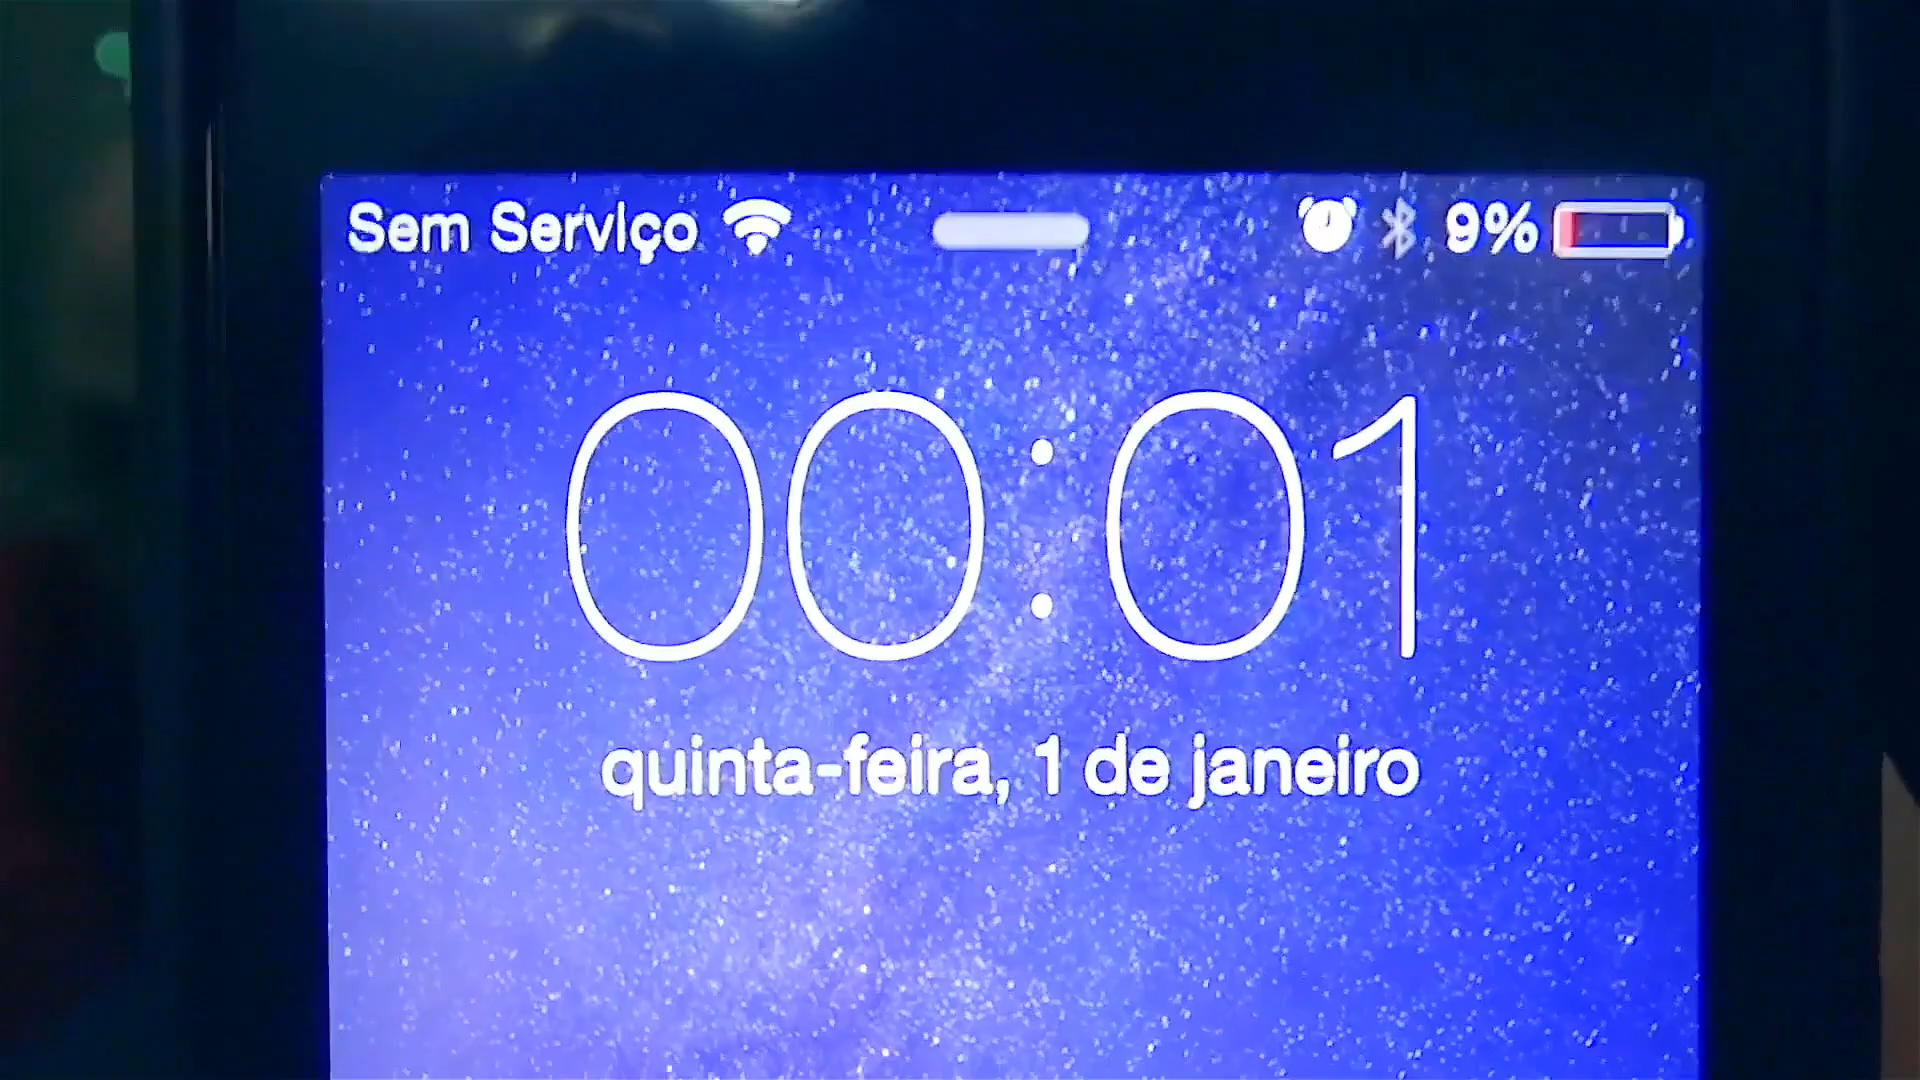 Sem Serviço 9%
00:01
quinta-feira, 1 de janeiro